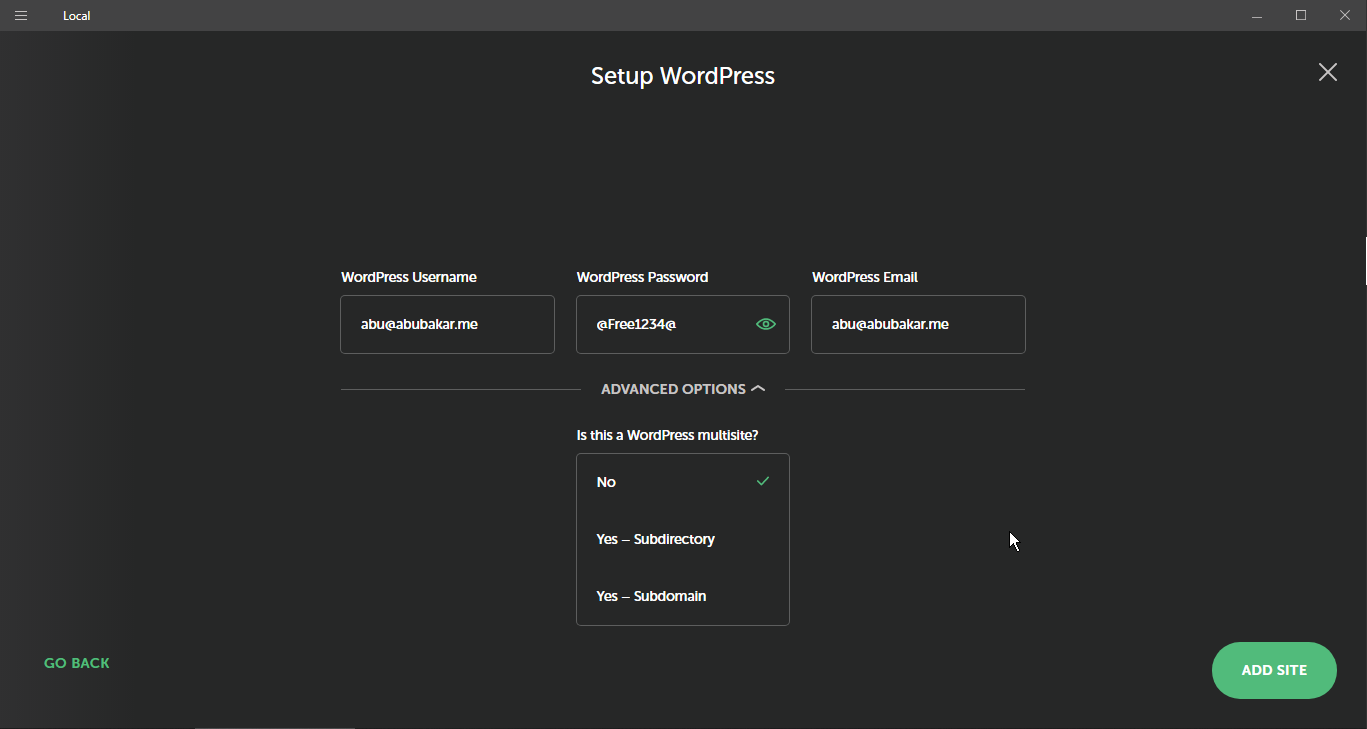 Local
Setup WordPress
WordPress Username
WordPress Password
WordPress Email
abu@abubakar.me
@Free1234@
abu@abubakar.me
ADVANCED OPTIONS
Is this a WordPress multisite?
No
Yes – Subdirectory
Yes – Subdomain
GO BACK
ADD SITE